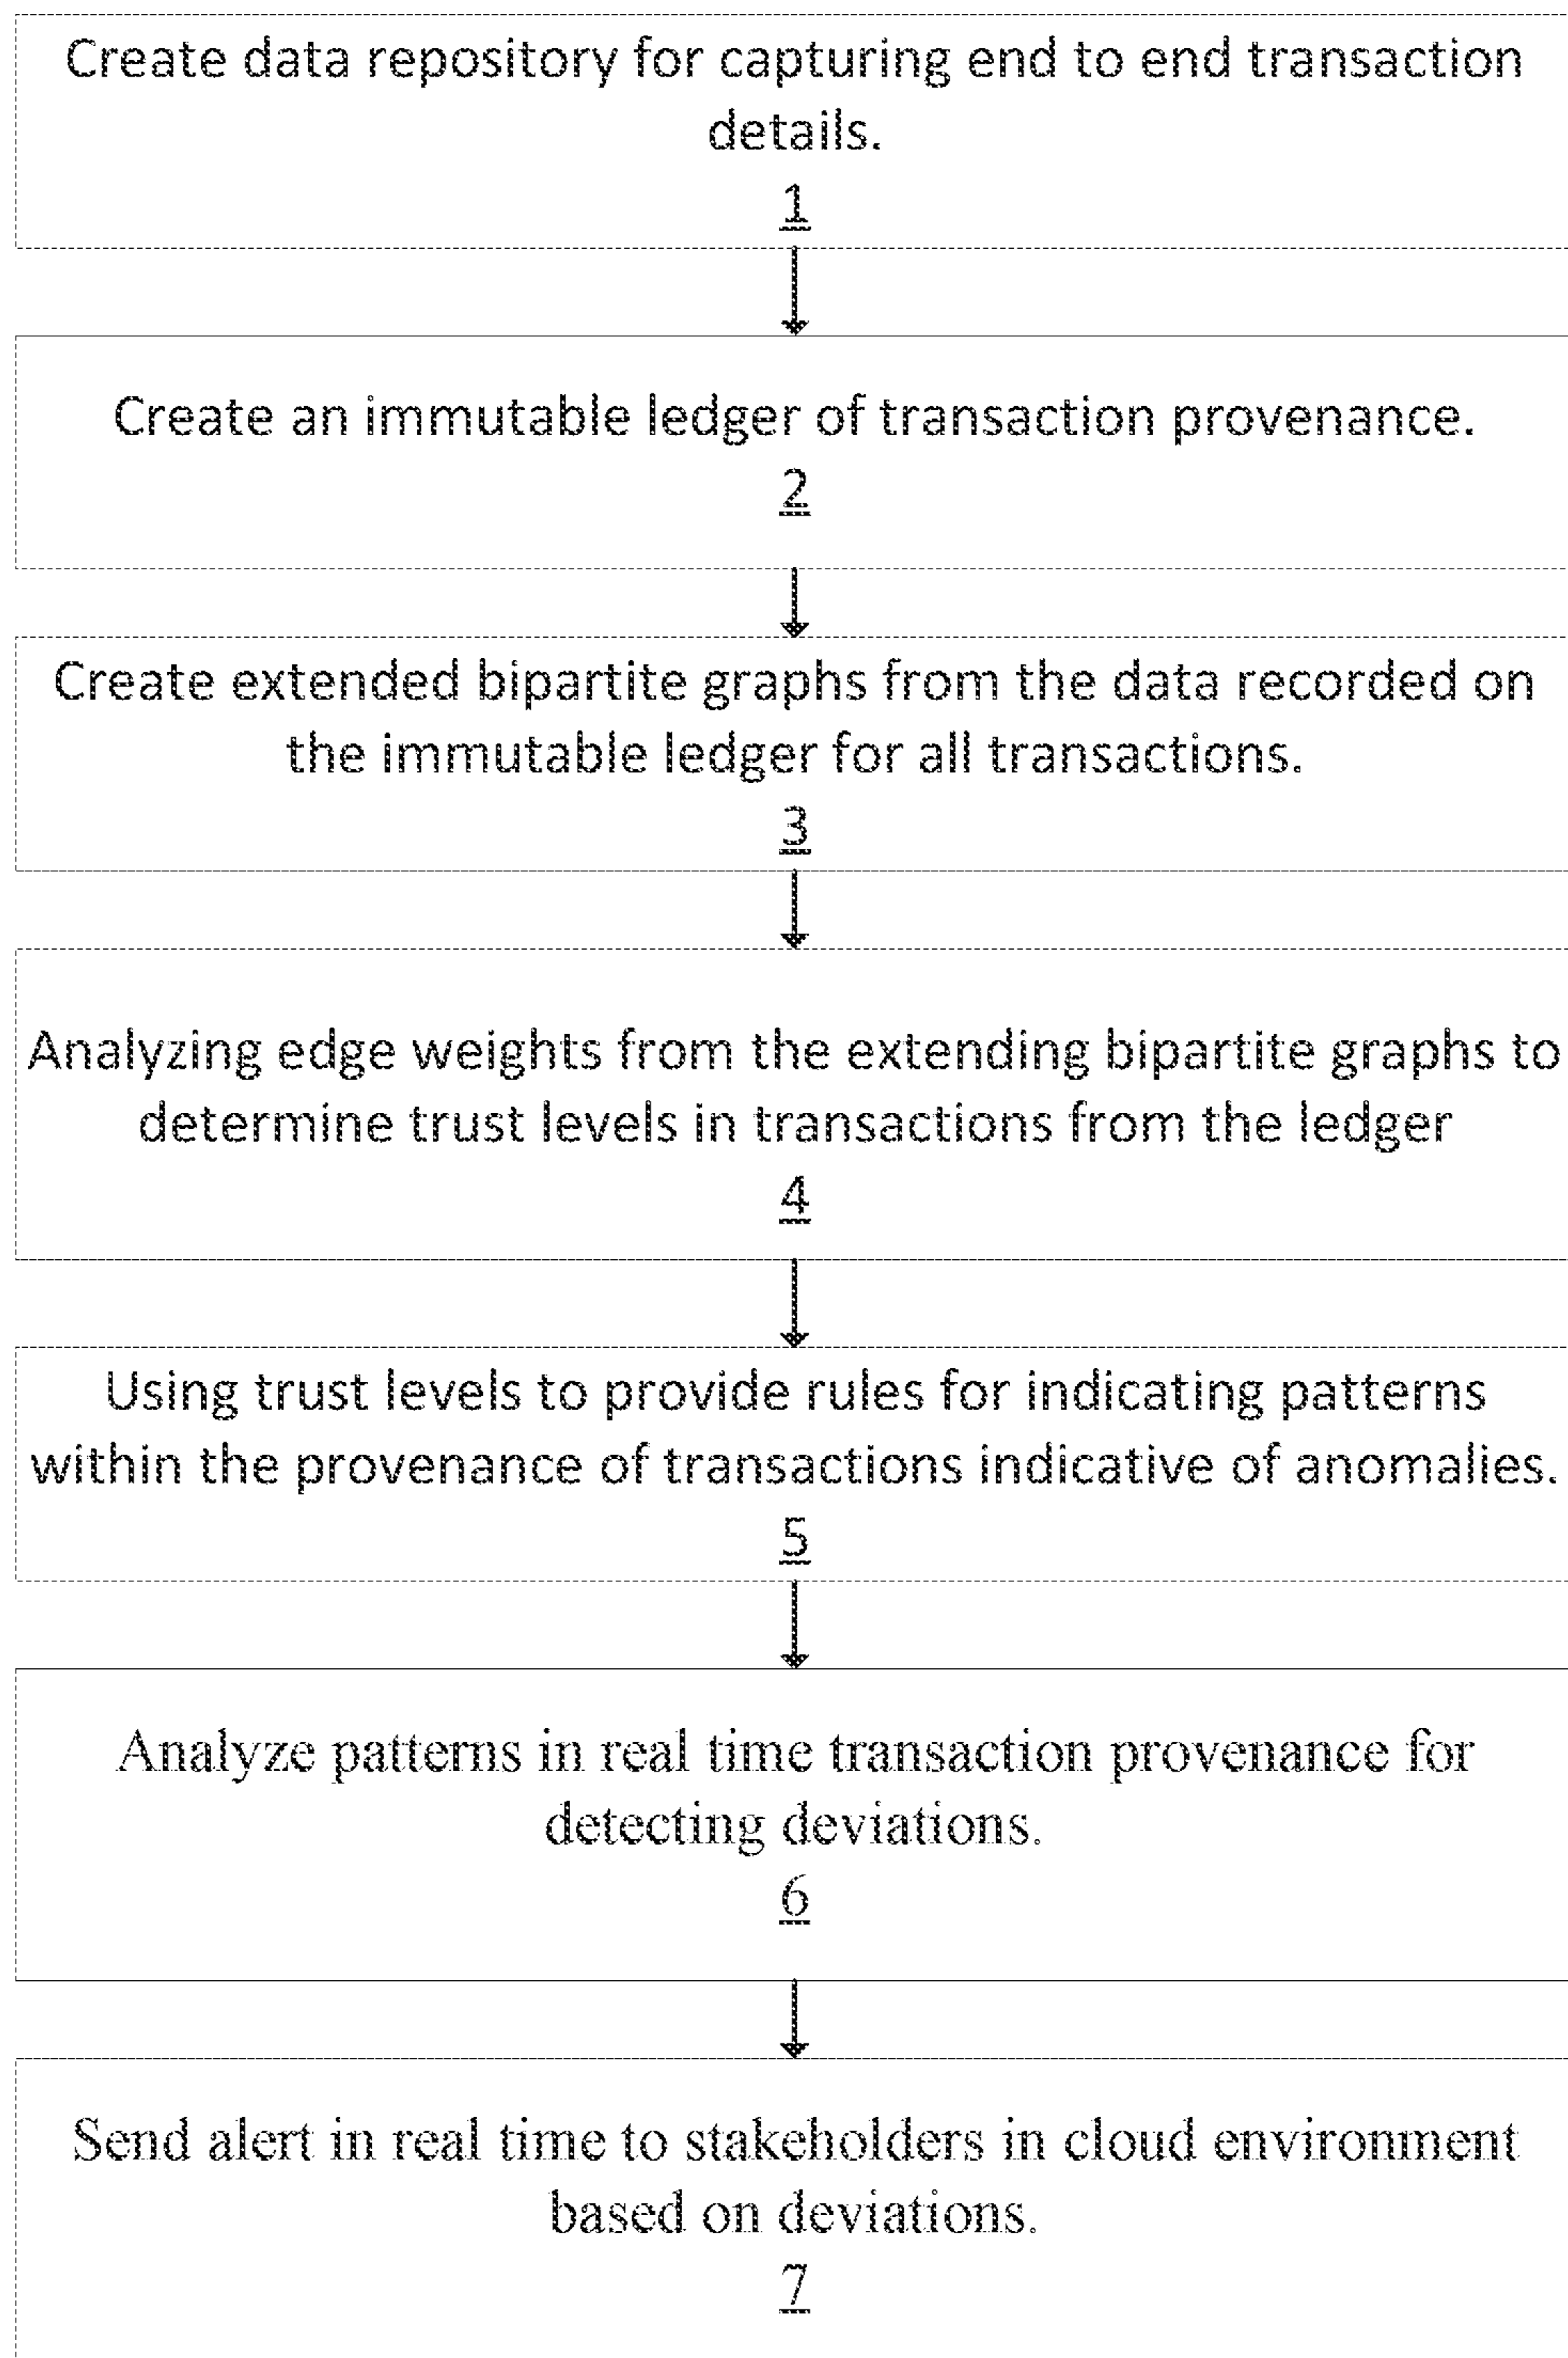 Create data repository for capturing end to end transaction
details.
1
Create an immutable ledger of transaction provenance.
2
Create extended bipartite graphs from the data recorded on
the immutable ledger for all transactions.
3
Analyzing edge weights from the extending bipartite graphs to
determine trust levels in transactions from the ledger
4
Using trust levels to provide rules for indicating patterns
within the provenance of transactions indicative of anomalies.
5
Analyze patterns in real time transaction provenance for
detecting deviations.
6
Send alert in real time to stakeholders in cloud environment
based on deviations.
7